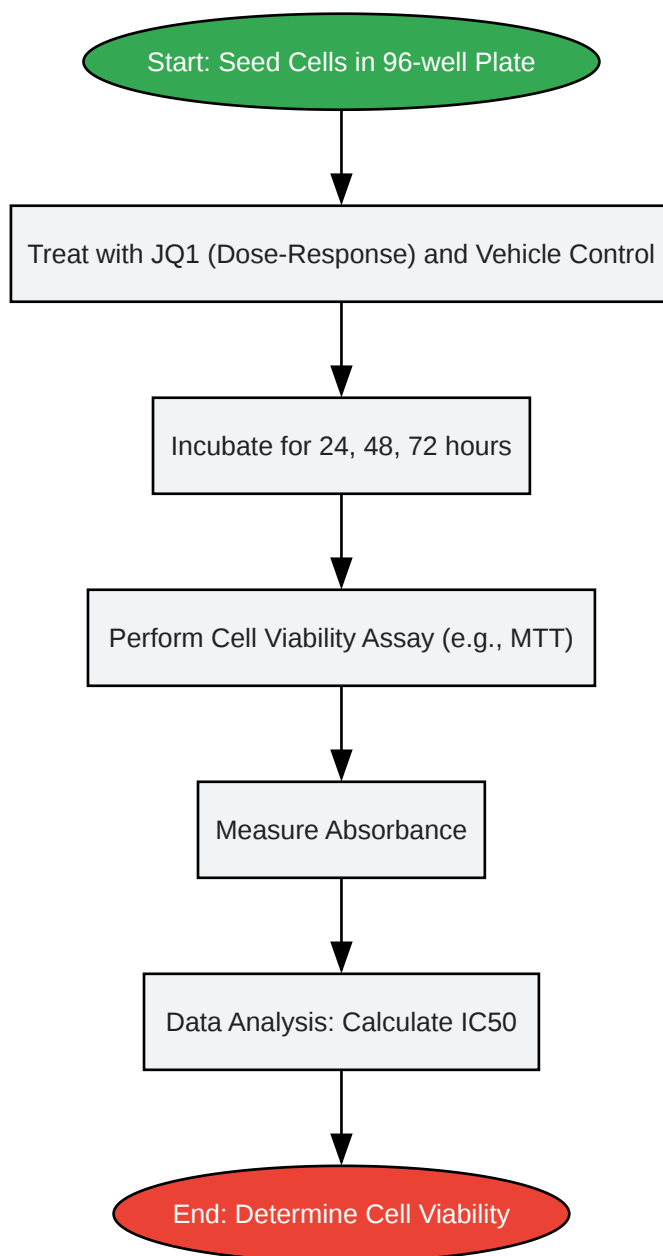 Start: Seed Cells in 96-well Plate
Treat with JQ1 (Dose-Response) and Vehicle Control
Incubate for 24, 48, 72 hours
Perform Cell Viability Assay (e.g., MTT)
Measure Absorbance
Data Analysis: Calculate IC50
End: Determine Cell Viability